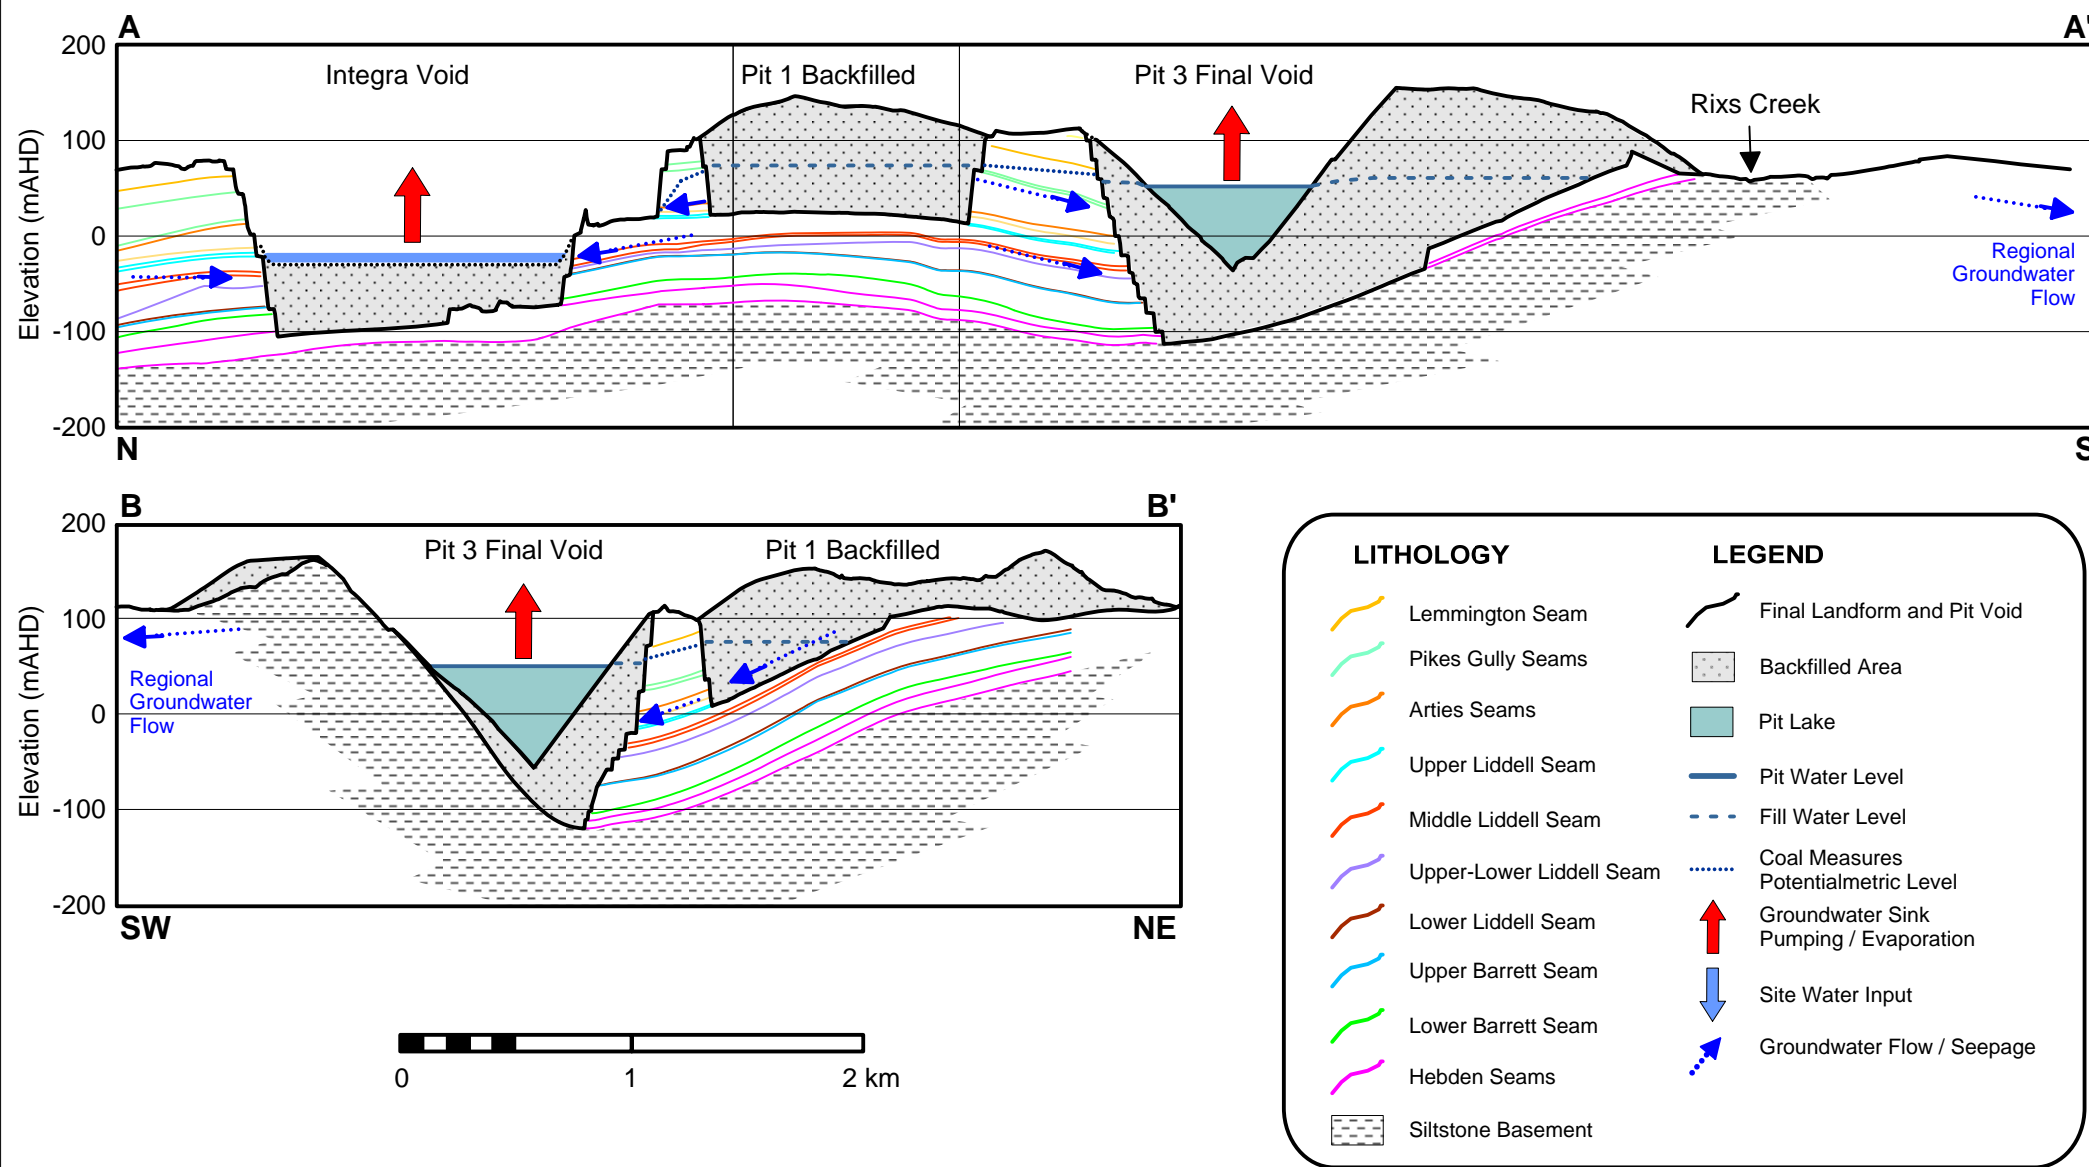 A
A'
200
100
0
-100
-200
Elevation (mAHD)
Integra Void
Pit 1 Backfilled
Pit 3 Final Void
Rixs Creek
Regional
Groundwater
Flow
N
S
B
B'
200
100
0
-100
-200
Elevation (mAHD)
Pit 3 Final Void
Pit 1 Backfilled
Regional
Groundwater
Flow
SW
NE
0 1 2 km
LITHOLOGY
Lemmington Seam
Pikes Gully Seams
Arties Seams
Upper Liddell Seam
Middle Liddell Seam
Upper-Lower Liddell Seam
Lower Liddell Seam
Upper Barrett Seam
Lower Barrett Seam
Hebden Seams
Siltstone Basement
LEGEND
Final Landform and Pit Void
Backfilled Area
Pit Lake
Pit Water Level
Fill Water Level
Coal Measures
Potentialmetric Level
Groundwater Sink
Pumping / Evaporation
Site Water Input
Groundwater Flow / Seepage